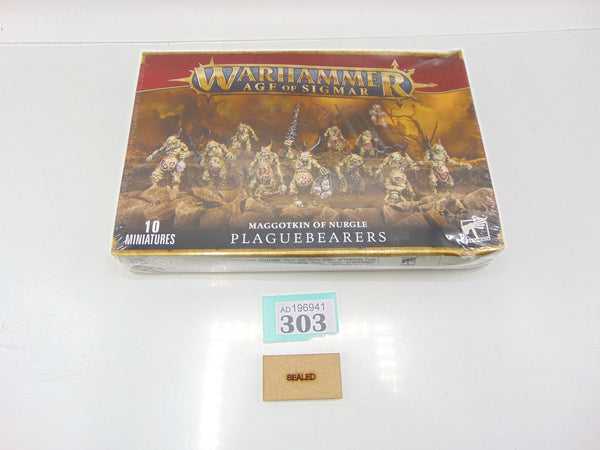 WARHAMMER
AGE OF SIGMAR
10
MINIATURES
MAGGOTKIN OF NURGLE
PLAGUEBEARERS
AD196941
303
SEALED